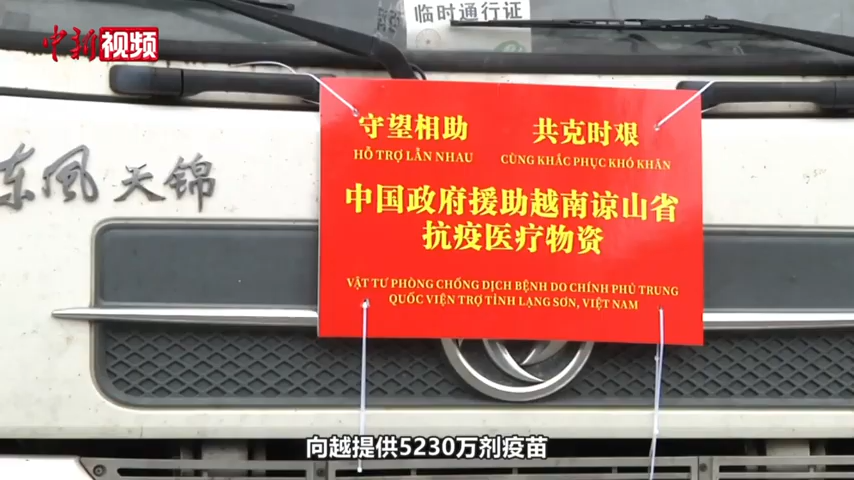 临时通行证
中新视频
守望相助 共克时艰
HỖ TRỢ LẪN NHAU CÙNG KHẮC PHỤC KHÓ KHĂN
中国政府援助越南谅山省
抗疫医疗物资
VẬT TƯ PHÒNG CHỐNG DỊCH BỆNH DO CHÍNH PHỦ TRUNG
QUỐC VIỆN TRỢ TỈNH LẠNG SƠN, VIỆT NAM
东风天锦
向越提供5230万剂疫苗